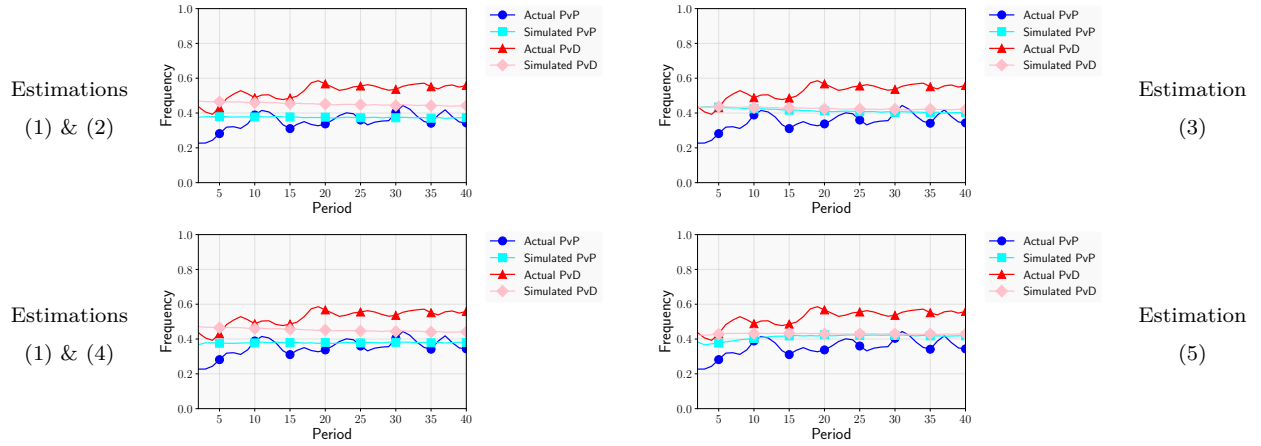 Estimations
(1) & (2)
Frequency
1.0
0.8
0.6
0.4
0.2
0.0
5 10 15 20 25 30 35 40
Period
Actual PvP
Simulated PvP
Actual PvD
Simulated PvD
Frequency
1.0
0.8
0.6
0.4
0.2
0.0
5 10 15 20 25 30 35 40
Period
Actual PvP
Simulated PvP
Actual PvD
Simulated PvD
Estimation
(3)
Estimations
(1) & (4)
Frequency
1.0
0.8
0.6
0.4
0.2
0.0
5 10 15 20 25 30 35 40
Period
Actual PvP
Simulated PvP
Actual PvD
Simulated PvD
Frequency
1.0
0.8
0.6
0.4
0.2
0.0
5 10 15 20 25 30 35 40
Period
Actual PvP
Simulated PvP
Actual PvD
Simulated PvD
Estimation
(5)